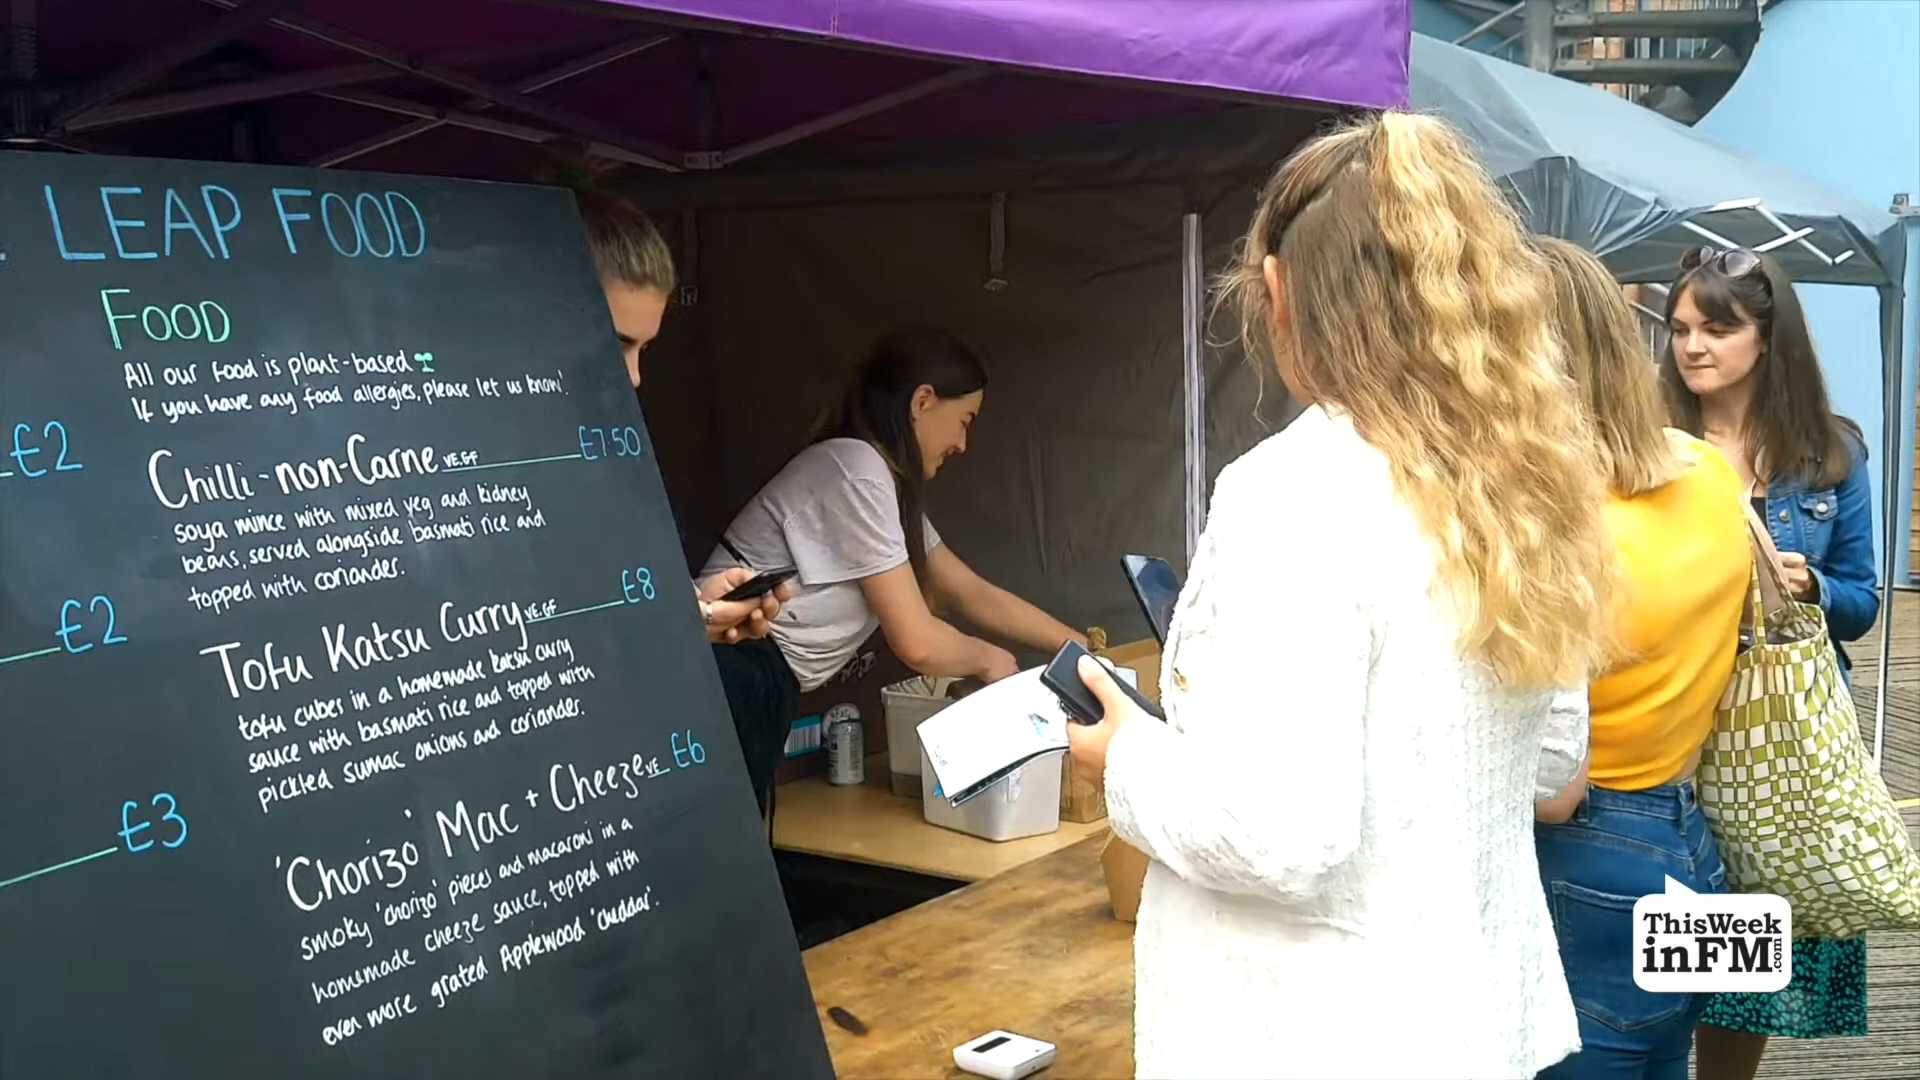 . LEAP FOOD
FOOD
All our food is plant-based
If you have any food allergies, please let us know!
£2
Chilli-non-Carne VE.GF £7.50
soya mince with mixed veg and kidney
beans, served alongside basmati rice and
topped with coriander.
£2
Tofu Katsu Curry VE.GF £8
tofu cubes in a homemade katsu curry
sauce with basmati rice and topped with
pickled sumac onions and coriander.
£3
'Chorizo' Mac + Cheeze VE £6
smoky 'chorizo' pieces and macaroni in a
homemade cheeze sauce, topped with
even more grated Applewood 'cheddar'.
ThisWeek
inFM.com